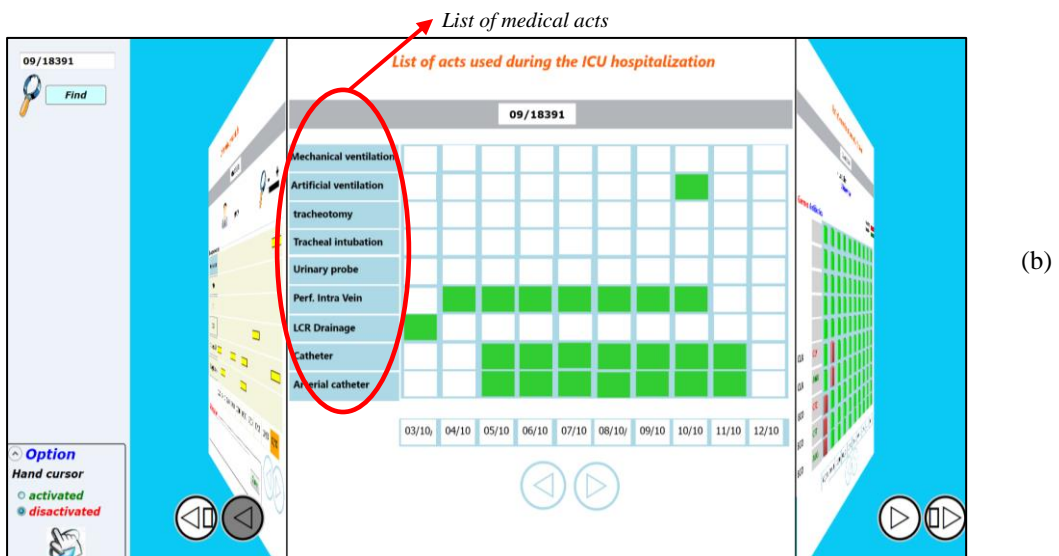 List of medical acts
09/18391
Find
List of acts used during the ICU hospitalization
09/18391
Mechanical ventilation
Artificial ventilation
tracheotomy
Tracheal intubation
Urinary probe
Perf. Intra Vein
LCR Drainage
Catheter
Arterial catheter
03/10/ 04/10 05/10 06/10 07/10 08/10/ 09/10 10/10 11/10 12/10
Option
Hand cursor
activated
disactivated
(b)